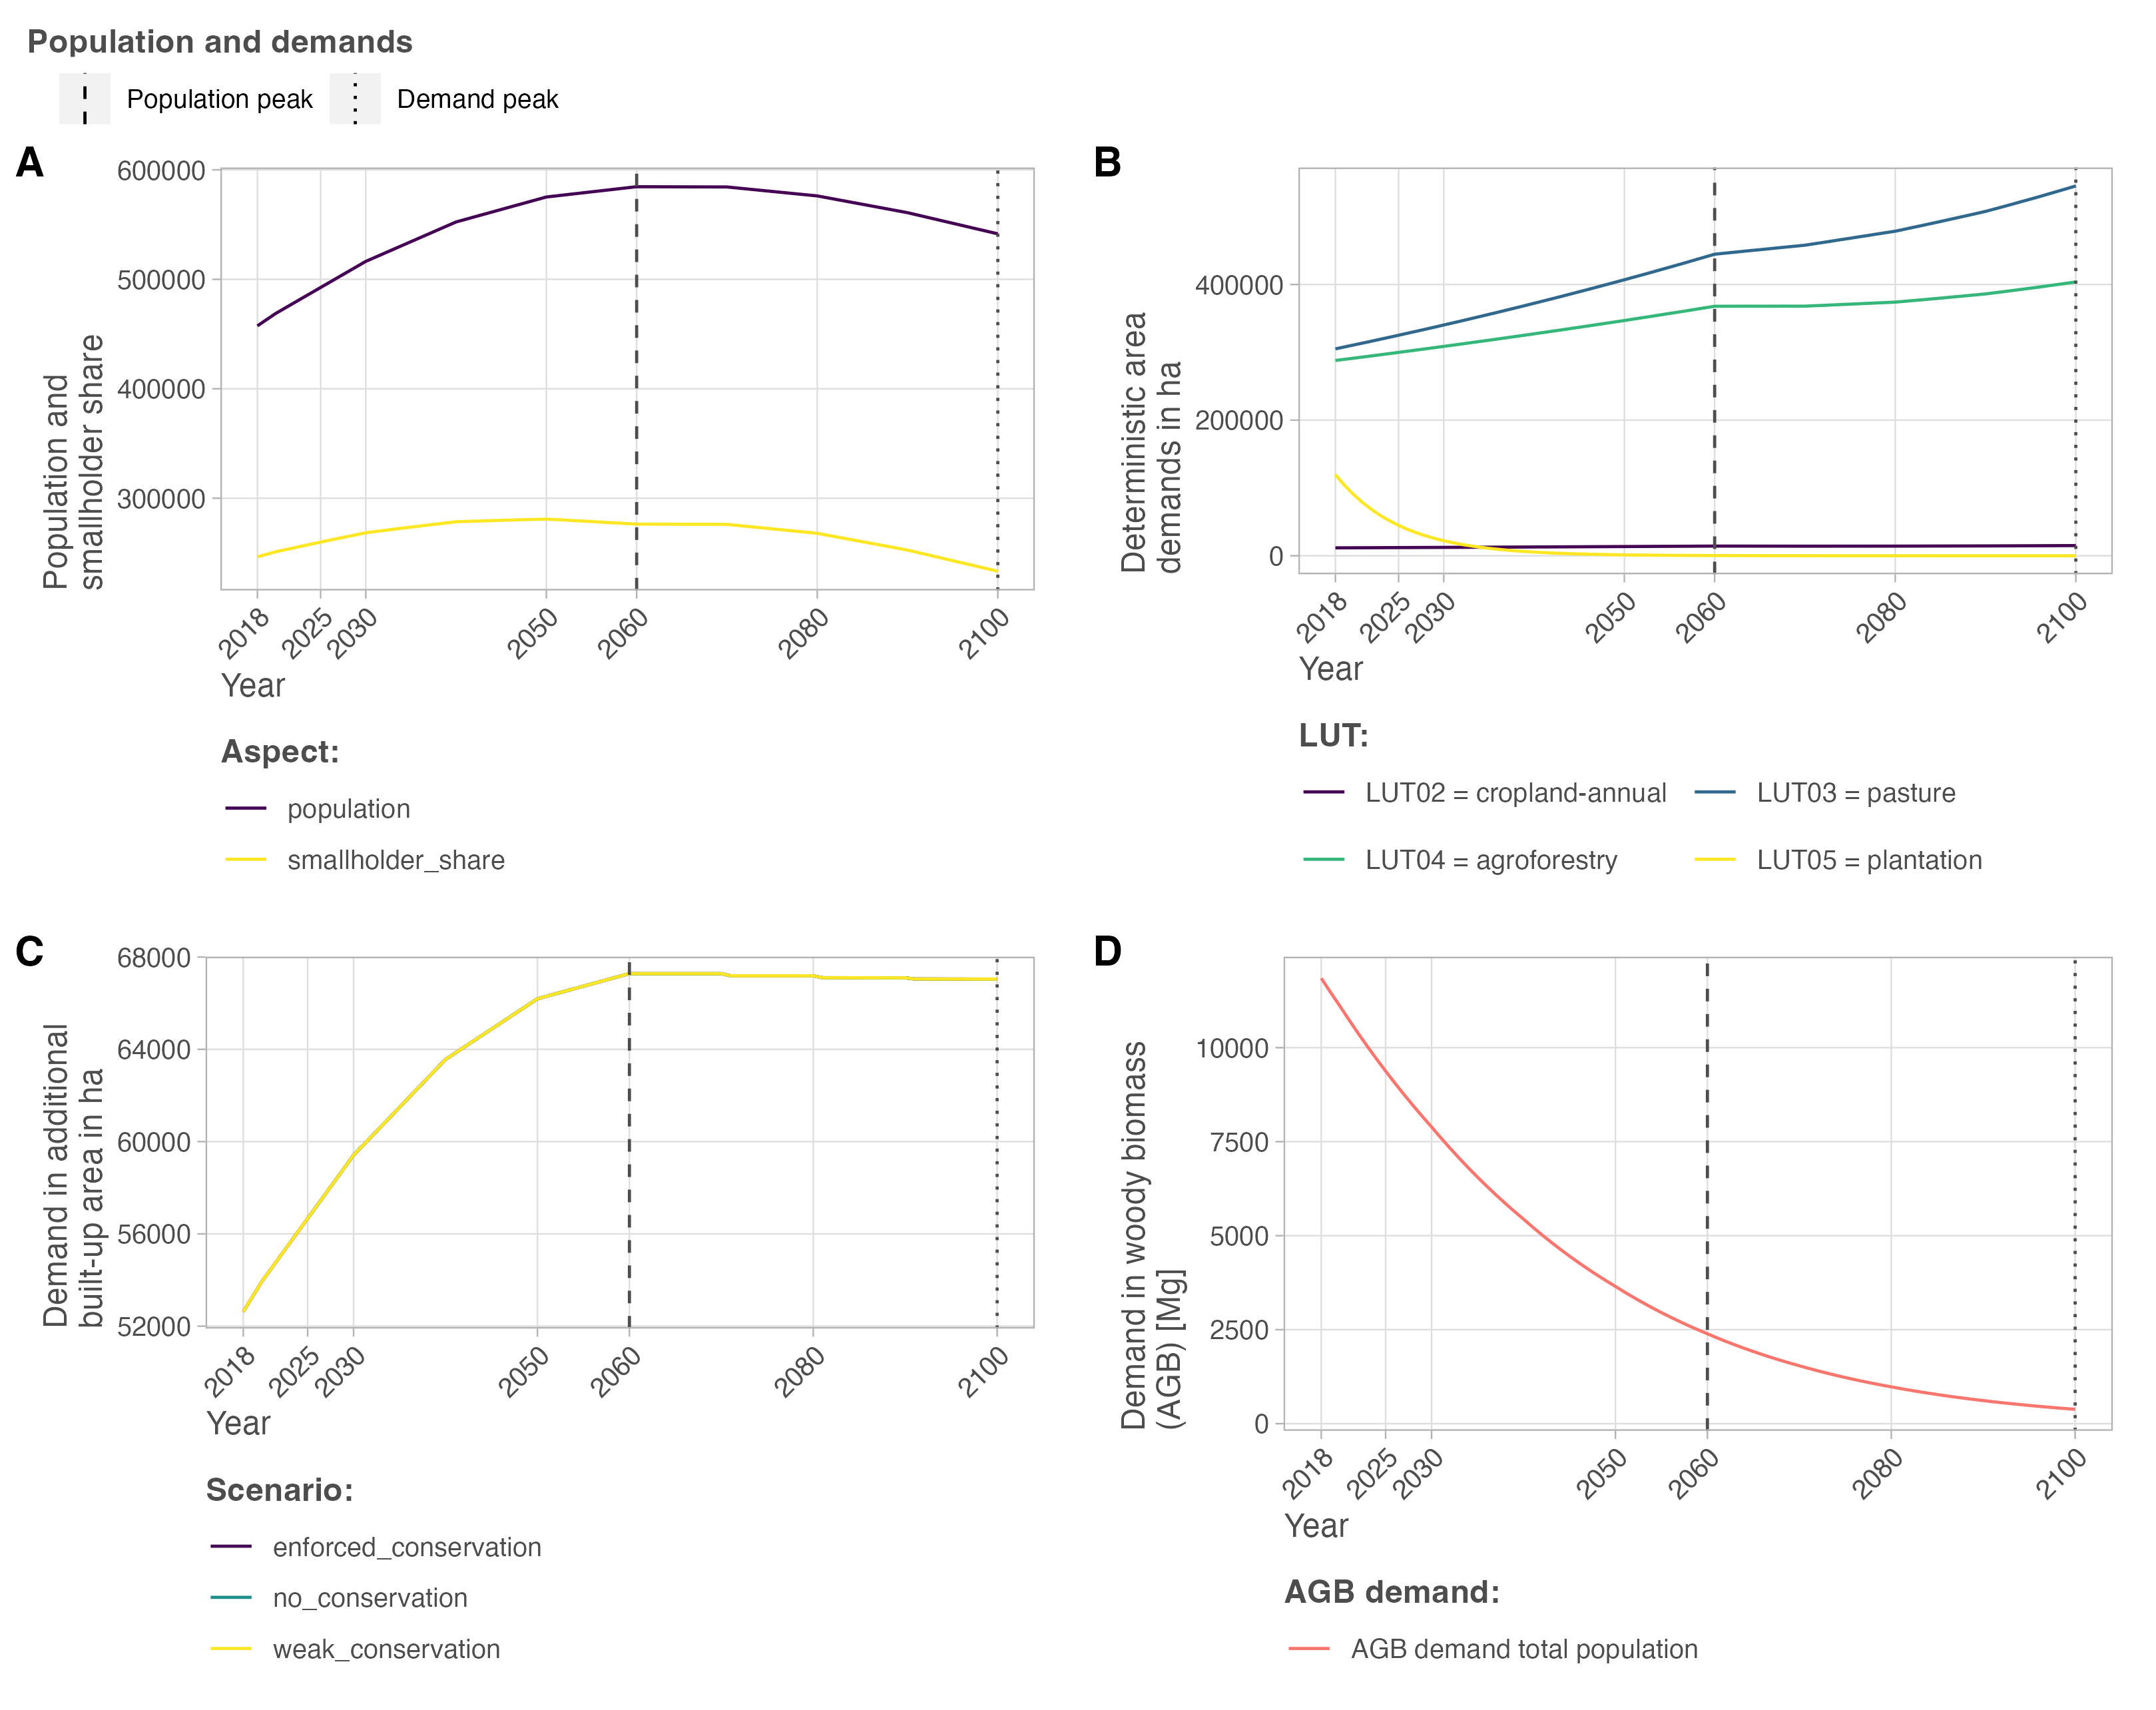 Population and demands
Population peak
Demand peak
A
Population and
smallholder share
600000
500000
400000
300000
2018
2025
2030
2050
2060
2080
2100
Year
Aspect:
population
smallholder_share
B
Deterministic area
demands in ha
400000
200000
0
2018
2025
2030
2050
2060
2080
2100
Year
LUT:
LUT02 = cropland-annual
LUT03 = pasture
LUT04 = agroforestry
LUT05 = plantation
C
Demand in additional
built-up area in ha
68000
64000
60000
56000
52000
2018
2025
2030
2050
2060
2080
2100
Year
Scenario:
enforced_conservation
no_conservation
weak_conservation
D
Demand in woody biomass
(AGB) [Mg]
10000
7500
5000
2500
0
2018
2025
2030
2050
2060
2080
2100
Year
AGB demand:
AGB demand total population